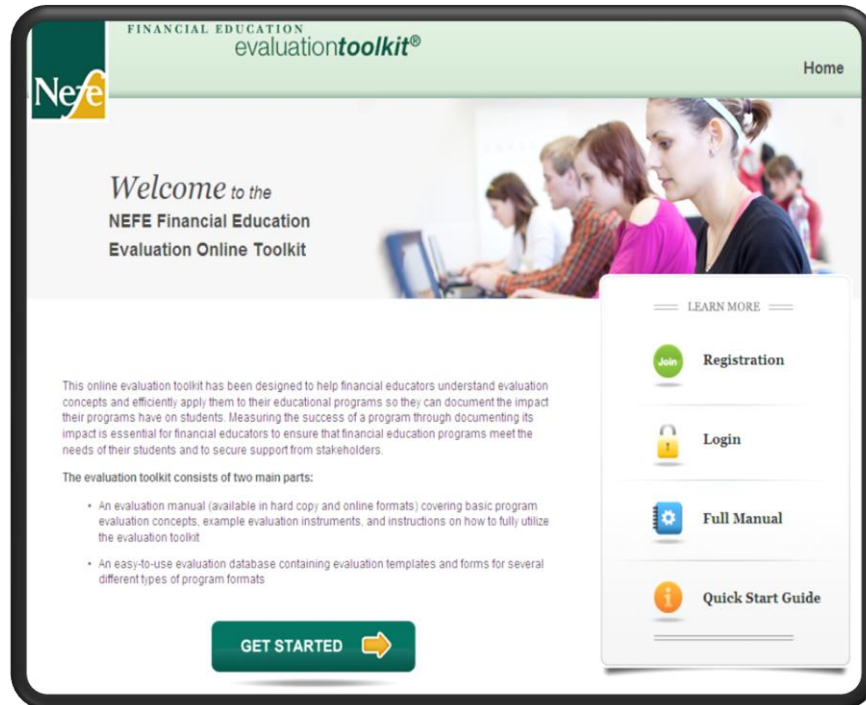 FINANCIAL EDUCATION
evaluationtoolkit®
Home
Nefe
Welcome to the
NEFE Financial Education
Evaluation Online Toolkit
LEARN MORE
Join
Registration
Login
Full Manual
Quick Start Guide
This online evaluation toolkit has been designed to help financial educators understand evaluation
concepts and efficiently apply them to their educational programs so they can document the impact
their programs have on students. Measuring the success of a program through documenting its
impact is essential for financial educators to ensure that financial education programs meet the
needs of their students and to secure support from stakeholders.
The evaluation toolkit consists of two main parts:
• An evaluation manual (available in hard copy and online formats) covering basic program
evaluation concepts, example evaluation instruments, and instructions on how to fully utilize
the evaluation toolkit
• An easy-to-use evaluation database containing evaluation templates and forms for several
different types of program formats
GET STARTED